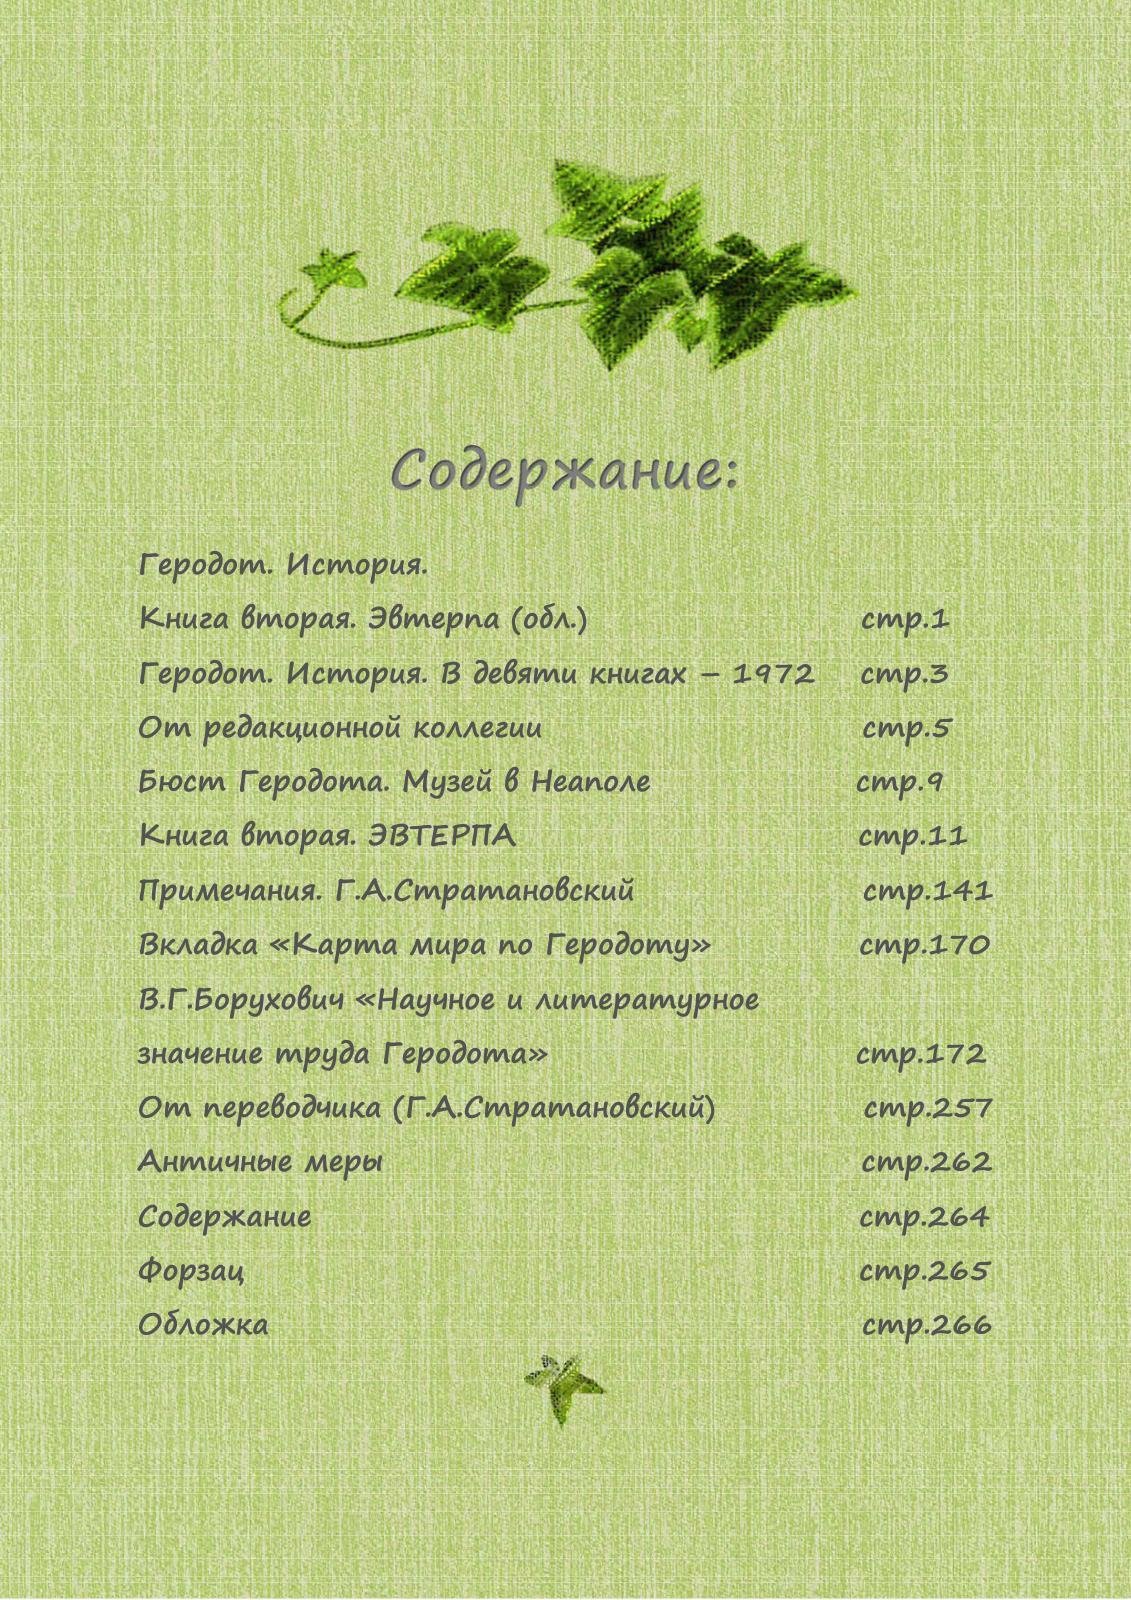 Содержание:
Геродот. История.
Книга вторая. Эвтерпа (обл.) стр.1
Геродот. История. В девяти книгах – 1972 стр.3
От редакционной коллегии стр.5
Бюст Геродота. Музей в Неаполе стр.9
Книга вторая. ЭВТЕРПА стр.11
Примечания. Г.А.Стратановский стр.141
Вкладка «Карта мира по Геродоту» стр.170
В.Г.Борухович «Научное и литературное
значение труда Геродота» стр.172
От переводчика (Г.А.Стратановский) стр.257
Античные меры стр.262
Содержание стр.264
Форзац стр.265
Обложка стр.266